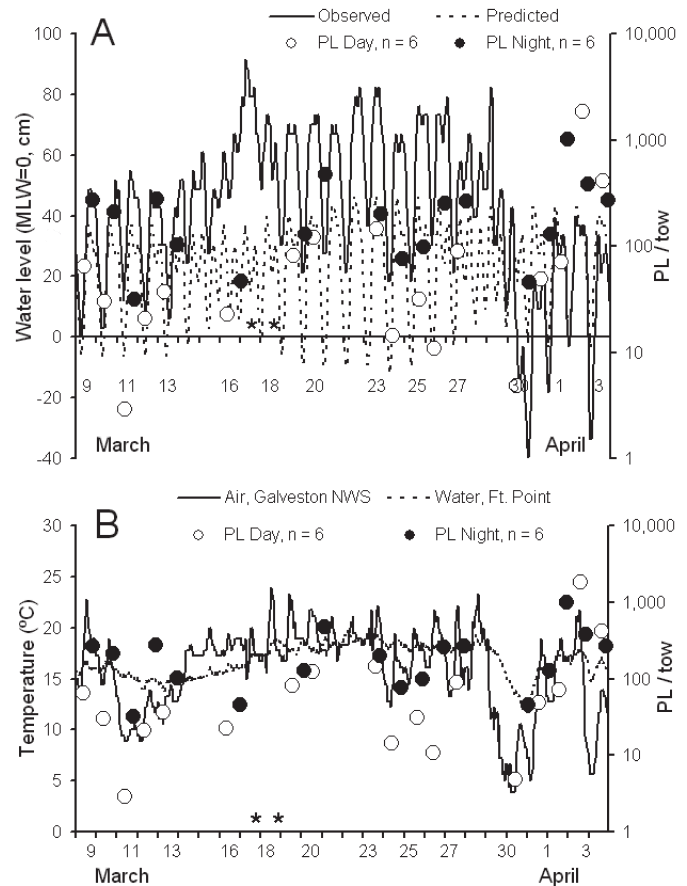 A
Observed Predicted
PL Day, n = 6 PL Night, n = 6
Water level (MLW=0, cm)
100
80
60
40
20
0
-20
-40
10,000
1,000
100
10
1
PL / tow
* *
9 11 13 16 18 20 23 25 27 30 1 3
March April
B
Air, Galveston NWS Water, Ft. Point
PL Day, n = 6 PL Night, n = 6
Temperature (ºC)
30
25
20
15
10
5
0
10,000
1,000
100
10
1
PL / tow
* *
9 11 13 16 18 20 23 25 27 30 1 3
March April